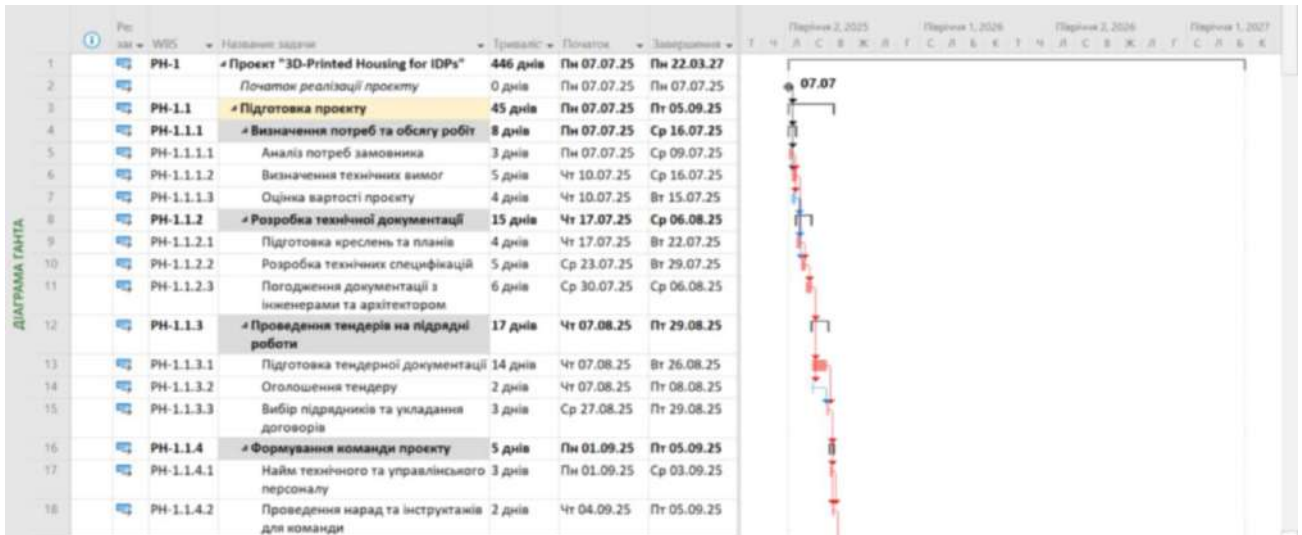 Півріччя 2, 2025 Півріччя 1, 2026 Півріччя 2, 2026 Півріччя 1, 2027
WBS Название задачи Триваліс Початок Завершення
1 PH-1 Проєкт "3D-Printed Housing for IDPs" 446 днів Пн 07.07.25 Пн 22.03.27
2 Початок реалізації проєкту 0 днів Пн 07.07.25 Пн 07.07.25 07.07
3 PH-1.1 Підготовка проєкту 45 днів Пн 07.07.25 Пт 05.09.25
4 PH-1.1.1 Визначення потреб та обсягу робіт 8 днів Пн 07.07.25 Ср 16.07.25
5 PH-1.1.1.1 Аналіз потреб замовника 3 днів Пн 07.07.25 Ср 09.07.25
6 PH-1.1.1.2 Визначення технічних вимог 5 днів Чт 10.07.25 Ср 16.07.25
7 PH-1.1.1.3 Оцінка вартості проєкту 4 днів Чт 10.07.25 Вт 15.07.25
8 PH-1.1.2 Розробка технічної документації 15 днів Чт 17.07.25 Ср 06.08.25
9 PH-1.1.2.1 Підготовка креслень та планів 4 днів Чт 17.07.25 Вт 22.07.25
10 PH-1.1.2.2 Розробка технічних специфікацій 5 днів Ср 23.07.25 Вт 29.07.25
11 PH-1.1.2.3 Погодження документації з 6 днів Ср 30.07.25 Ср 06.08.25
інженерами та архітектором
12 PH-1.1.3 Проведення тендерів на підрядні 17 днів Чт 07.08.25 Пт 29.08.25
роботи
13 PH-1.1.3.1 Підготовка тендерної документації 14 днів Чт 07.08.25 Вт 26.08.25
14 PH-1.1.3.2 Оголошення тендеру 2 днів Чт 07.08.25 Пт 08.08.25
15 PH-1.1.3.3 Вибір підрядників та укладання 3 днів Ср 27.08.25 Пт 29.08.25
договорів
16 PH-1.1.4 Формування команди проєкту 5 днів Пн 01.09.25 Пт 05.09.25
17 PH-1.1.4.1 Найм технічного та управлінського 3 днів Пн 01.09.25 Ср 03.09.25
персоналу
18 PH-1.1.4.2 Проведення нарад та інструктажів 2 днів Чт 04.09.25 Пт 05.09.25
для команди
ДІАГРАМА ГАНТА